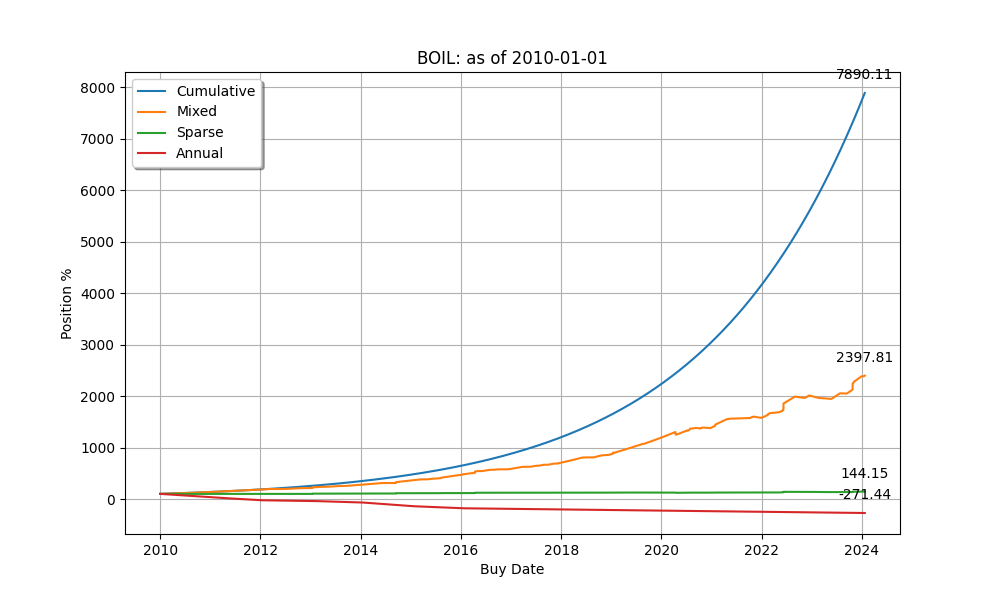 BOIL: as of 2010-01-01
7890.11
8000
Cumulative
Mixed
Sparse
Annual
7000
6000
5000
4000
3000
2397.81
2000
1000
144.15
-271.44
0
Position %
2010 2012 2014 2016 2018 2020 2022 2024
Buy Date